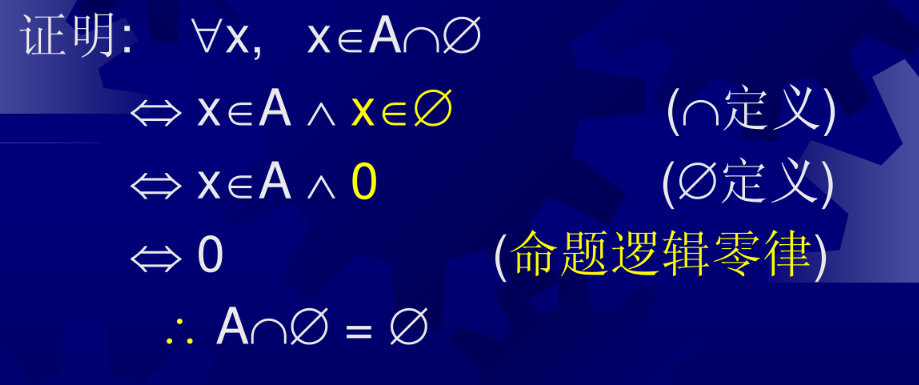 证明: ∀x, x∈A∩∅
⇔ x∈A ∧ x∈∅ (∩定义)
⇔ x∈A ∧ 0 (∅定义)
⇔ 0 (命题逻辑零律)
∴ A∩∅ = ∅